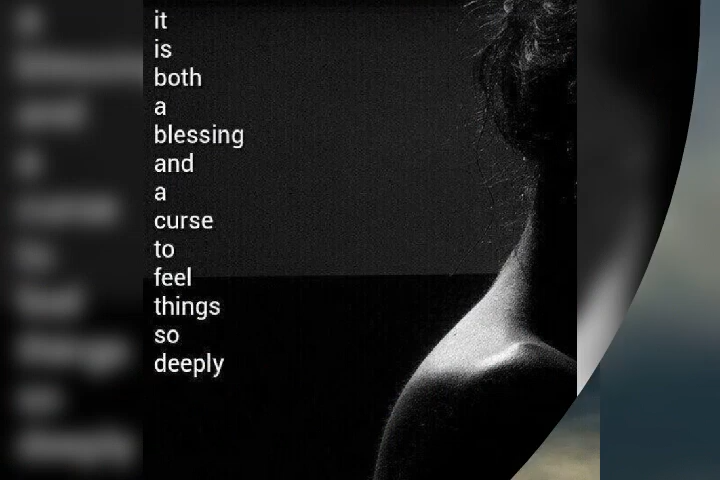 it
is
both
a
blessing
and
a
curse
to
feel
things
so
deeply